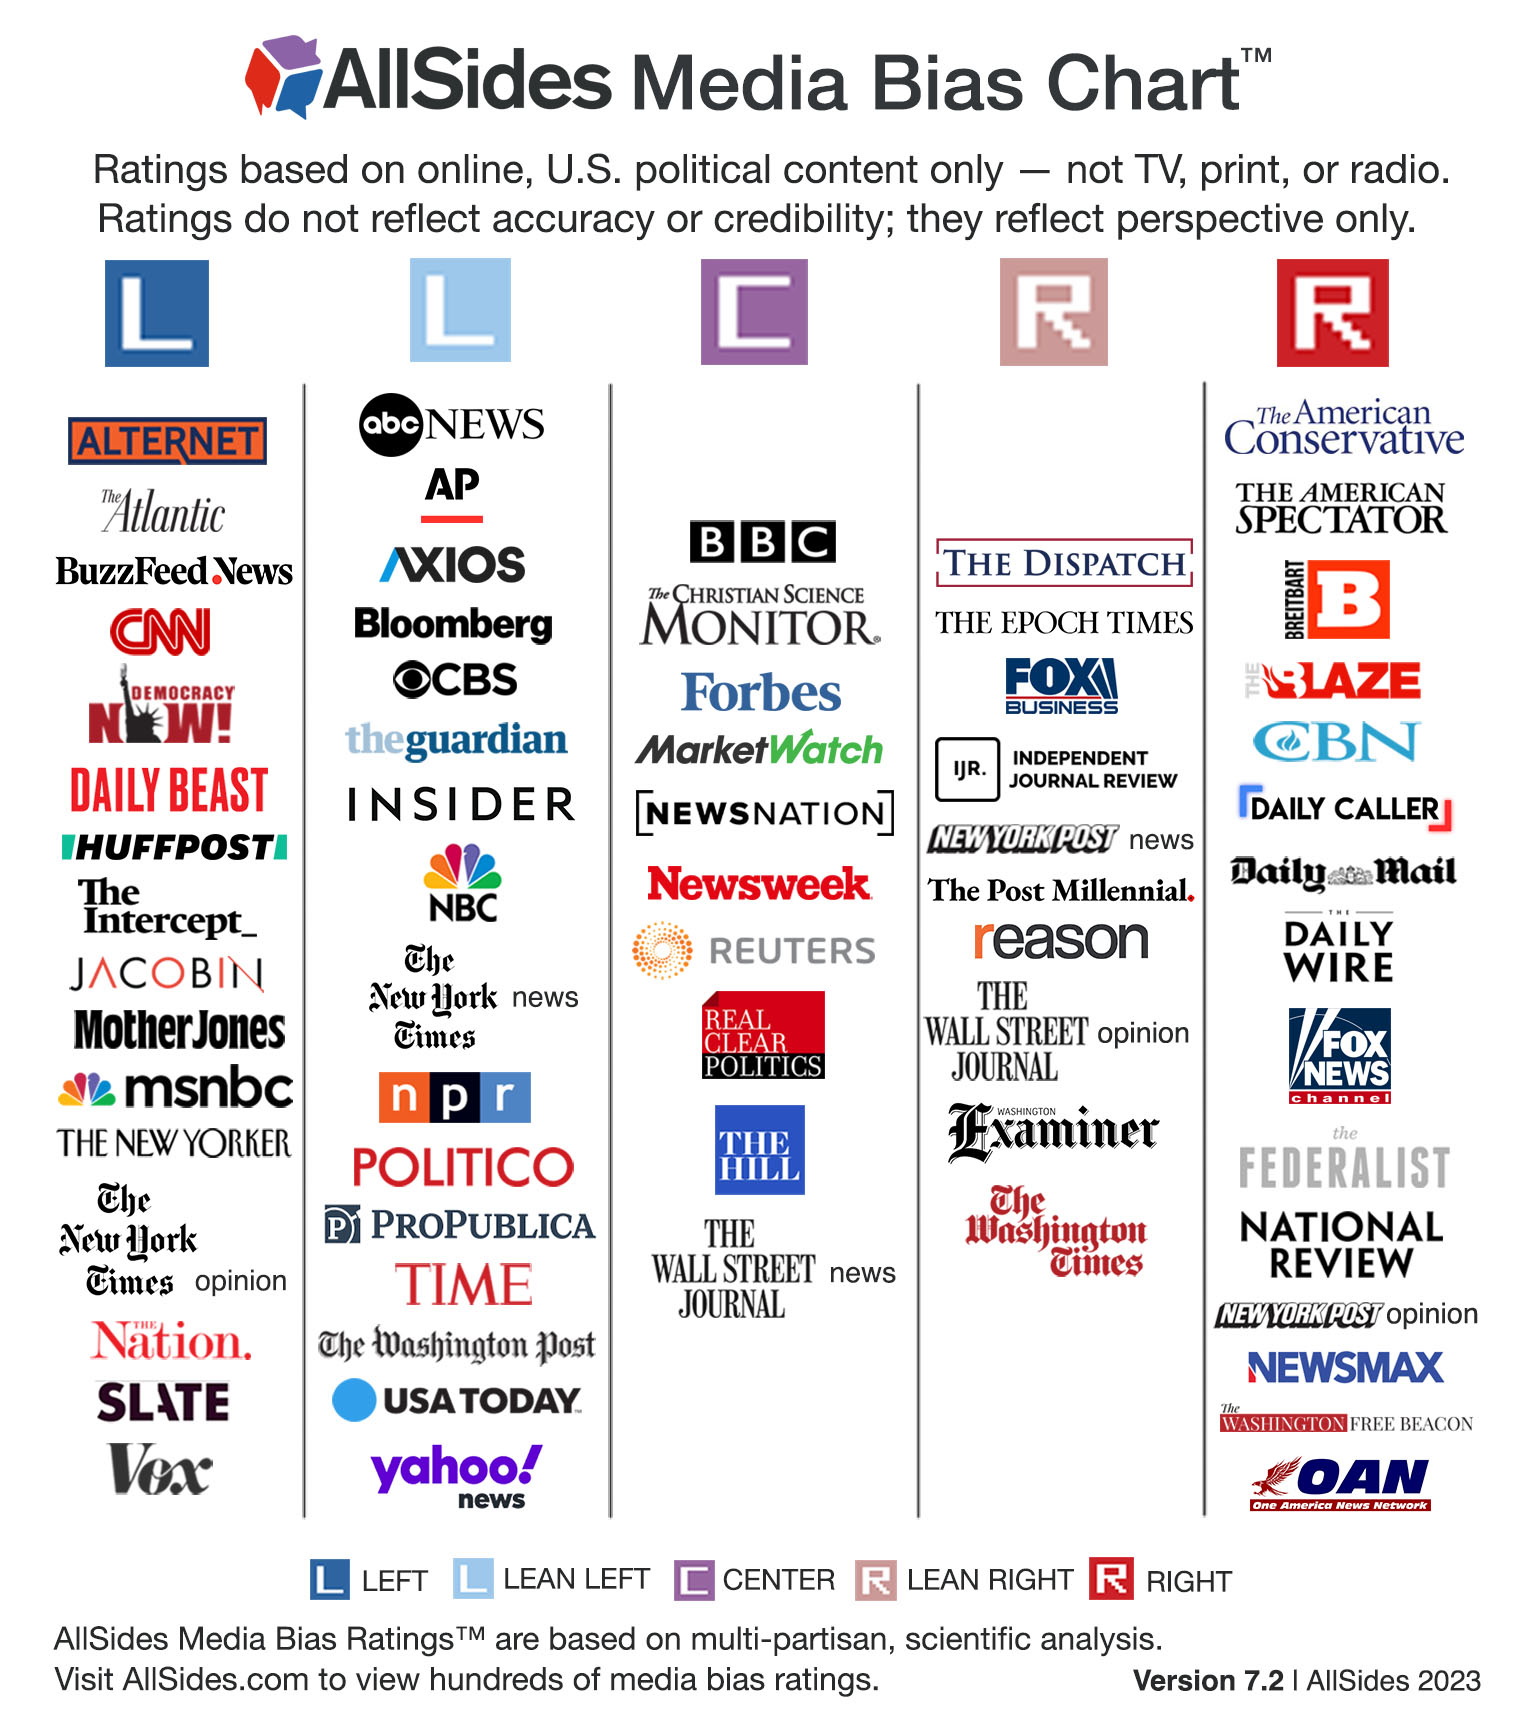 AllSides Media Bias Chart™
Ratings based on online, U.S. political content only — not TV, print, or radio.
Ratings do not reflect accuracy or credibility; they reflect perspective only.
L
L
C
R
R
ALTERNET
The Atlantic
BuzzFeed.News
CNN
DEMOCRACY
NOW!
DAILY BEAST
HUFFPOST
The
Intercept_
JACOBIN
Mother Jones
msnbc
THE NEW YORKER
The
New York
Times opinion
THE
Nation.
SLATE
Vox
abc NEWS
AP
AXIOS
Bloomberg
CBS
theguardian
INSIDER
NBC
The
New York news
Times
npr
POLITICO
P PROPUBLICA
TIME
The Washington Post
USA TODAY
yahoo!
news
BBC
The CHRISTIAN SCIENCE
MONITOR®
Forbes
MarketWatch
[NEWSNATION]
Newsweek
REUTERS
REAL
CLEAR
POLITICS
THE
HILL
THE
WALL STREET news
JOURNAL
THE DISPATCH
THE EPOCH TIMES
FOX
BUSINESS
IJR. INDEPENDENT
JOURNAL REVIEW
NEW YORK POST news
The Post Millennial.
reason
THE
WALL STREET opinion
JOURNAL
WASHINGTON
Examiner
The
Washington
Times
The American
Conservative
THE AMERICAN
SPECTATOR
BREITBART B
THE BLAZE
CBN
DAILY CALLER
Daily Mail
THE
DAILY
WIRE
FOX
NEWS
channel
the
FEDERALIST
NATIONAL
REVIEW
NEW YORK POST opinion
NEWSMAX
The
WASHINGTON FREE BEACON
OAN
One America News Network
L LEFT L LEAN LEFT C CENTER R LEAN RIGHT R RIGHT
AllSides Media Bias Ratings™ are based on multi-partisan, scientific analysis.
Visit AllSides.com to view hundreds of media bias ratings.
Version 7.2 | AllSides 2023